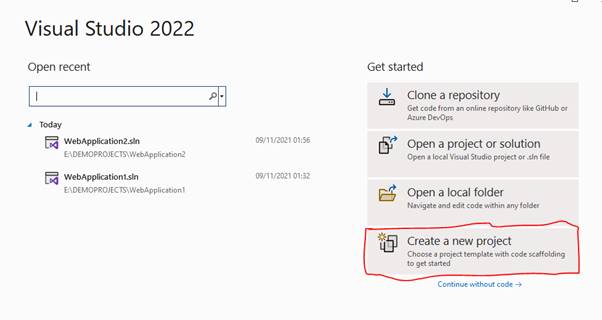 Visual Studio 2022
Open recent
Today
WebApplication2.sln 09/11/2021 01:56
E:\DEMOPROJECTS\WebApplication2
WebApplication1.sln 09/11/2021 01:32
E:\DEMOPROJECTS\WebApplication1
Get started
Clone a repository
Get code from an online repository like GitHub or
Azure DevOps
Open a project or solution
Open a local Visual Studio project or .sln file
Open a local folder
Navigate and edit code within any folder
Create a new project
Choose a project template with code scaffolding
to get started
Continue without code →